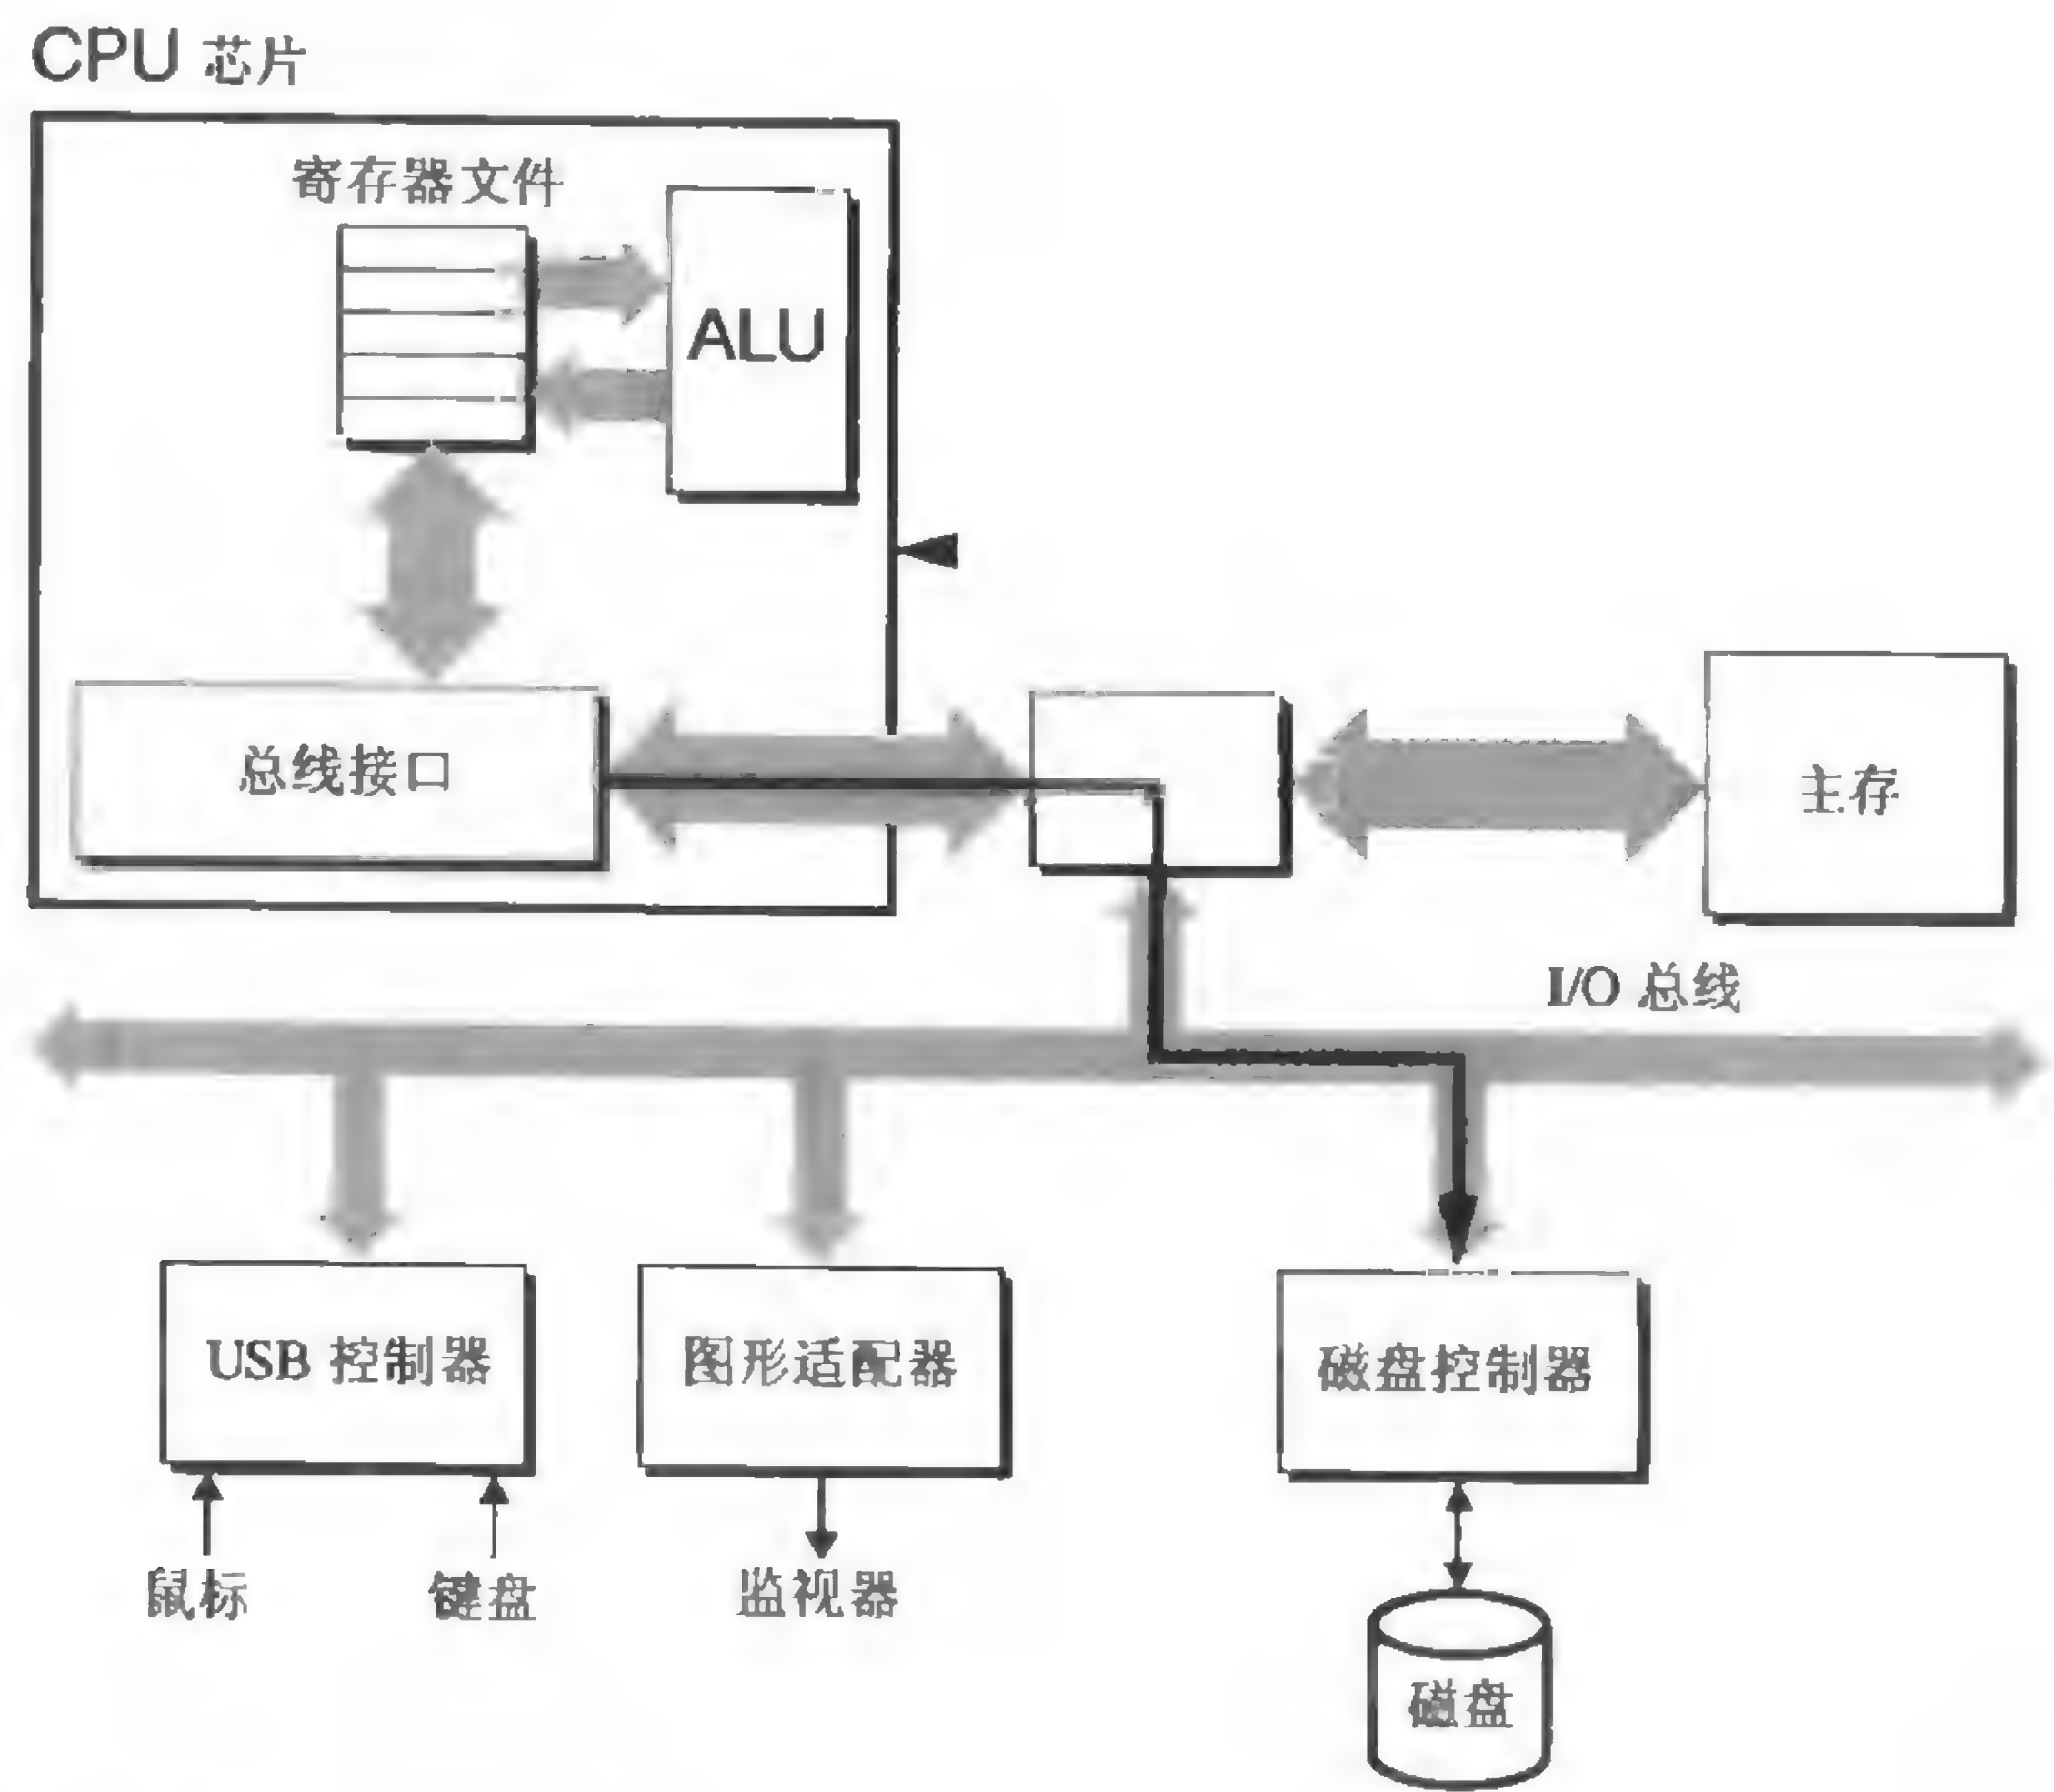 CPU 芯片
寄存器文件
ALU
总线接口
主存
I/O 总线
USB 控制器
图形适配器
磁盘控制器
鼠标
键盘
监视器
磁盘